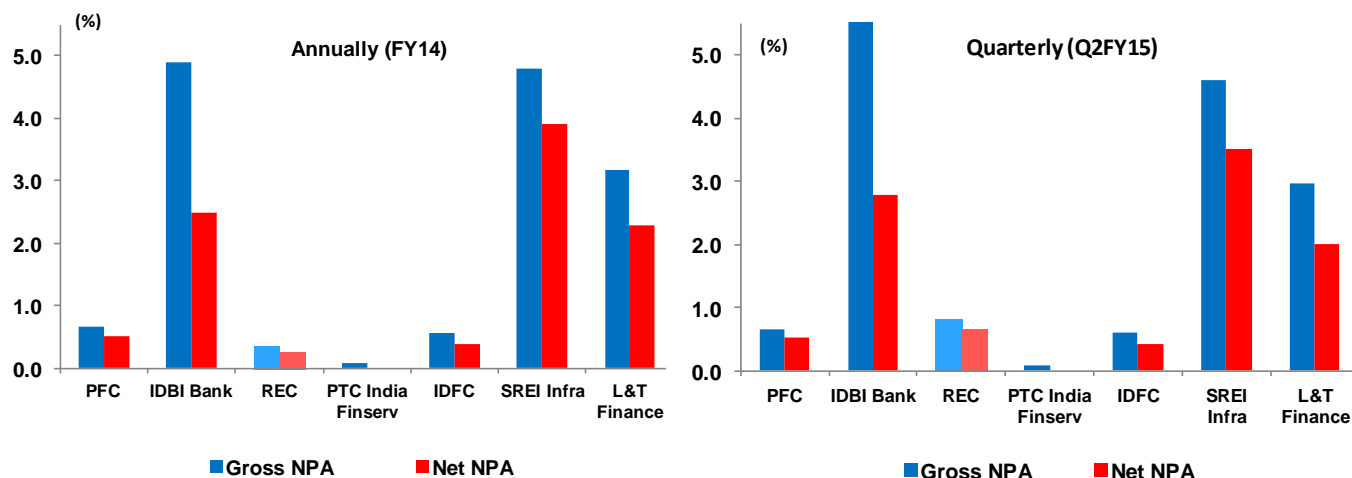 (%)
Annually (FY14)
5.0
4.0
3.0
2.0
1.0
0.0
PFC IDBI Bank REC PTC India IDFC SREI Infra L&T
Finserv Finance
Gross NPA Net NPA
(%)
Quarterly (Q2FY15)
5.0
4.0
3.0
2.0
1.0
0.0
PFC IDBI Bank REC PTC India IDFC SREI L&T
Finserv Infra Finance
Gross NPA Net NPA